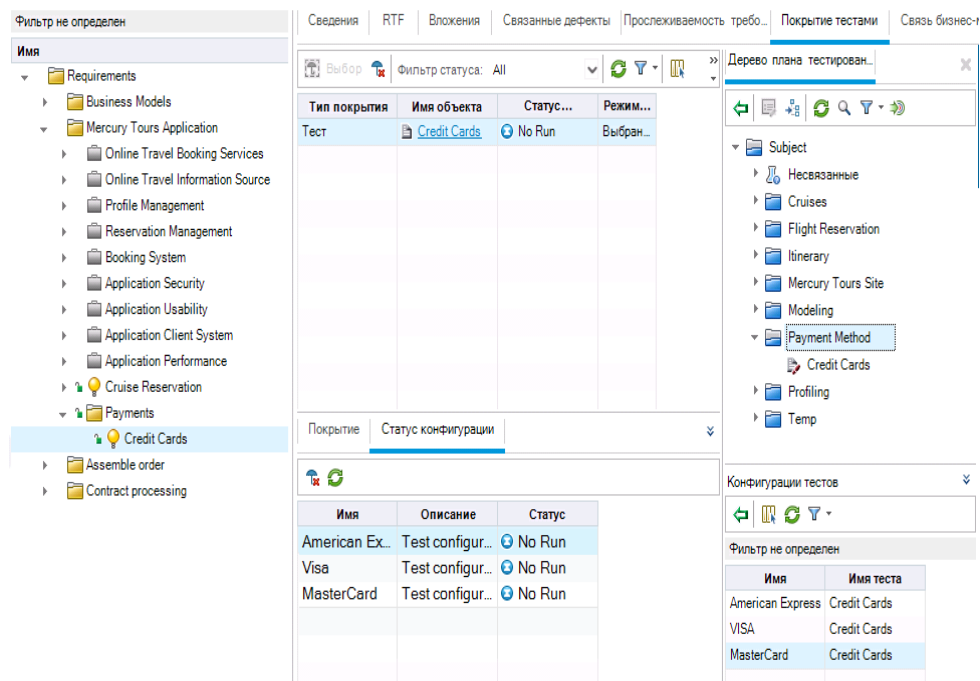 Фильтр не определен
Имя
Requirements
Business Models
Mercury Tours Application
Online Travel Booking Services
Online Travel Information Source
Profile Management
Reservation Management
Booking System
Application Security
Application Usability
Application Client System
Application Performance
Cruise Reservation
Payments
Credit Cards
Assemble order
Contract processing
Сведения RTF Вложения Связанные дефекты Прослеживаемость требо... Покрытие тестами Связь бизнес-
Выбор Фильтр статуса: All
Тип покрытия Имя объекта Статус... Режим...
Тест Credit Cards No Run Выбран...
Покрытие Статус конфигурации
Имя Описание Статус
American Ex... Test configur... No Run
Visa Test configur... No Run
MasterCard Test configur... No Run
Дерево плана тестирован...
Subject
Несвязанные
Cruises
Flight Reservation
Itinerary
Mercury Tours Site
Modeling
Payment Method
Credit Cards
Profiling
Temp
Конфигурации тестов
Фильтр не определен
Имя Имя теста
American Express Credit Cards
VISA Credit Cards
MasterCard Credit Cards